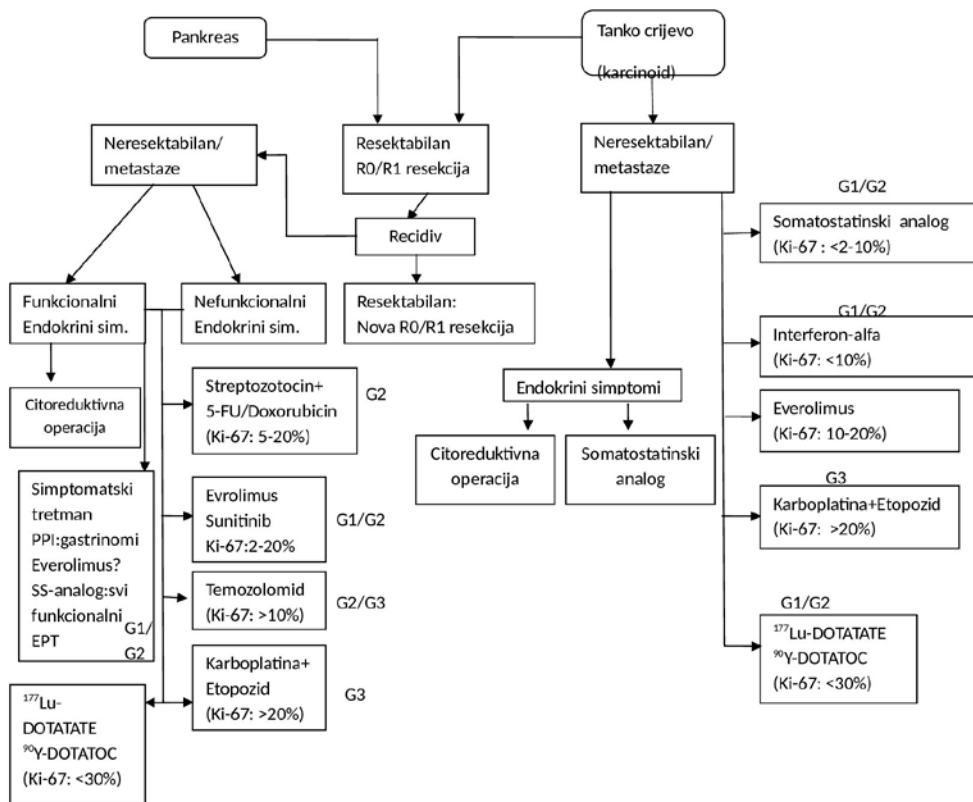 Pankreas
Tanko crijevo
(karcinoid)
Neresektabilan/
metastaze
Resektabilan
R0/R1 resekcija
Neresektabilan/
metastaze
Recidiv
Funkcionalni
Endokrini sim.
Nefunkcionalni
Endokrini sim.
Resektabilan:
Nova R0/R1 resekcija
Citoreduktivna
operacija
Streptozotocin+
5-FU/Doxorubicin
(Ki-67: 5-20%)
G2
Simptomatski
tretman
PPI:gastrinomi
Everolimus?
SS-analog:svi
funkcionalni
EPT
G1/
G2
Evrolimus
Sunitinib
Ki-67:2-20%
G1/G2
Temozolomid
(Ki-67: >10%)
G2/G3
Karboplatina+
Etopozid
(Ki-67: >20%)
G3
¹⁷⁷Lu-
DOTATATE
⁹⁰Y-DOTATOC
(Ki-67: <30%)
Endokrini simptomi
Citoreduktivna
operacija
Somatostatinski
analog
G1/G2
Somatostatinski analog
(Ki-67 : <2-10%)
G1/G2
Interferon-alfa
(Ki-67: <10%)
Everolimus
(Ki-67: 10-20%)
G3
Karboplatina+Etopozid
(Ki-67: >20%)
G1/G2
¹⁷⁷Lu-DOTATATE
⁹⁰Y-DOTATOC
(Ki-67: <30%)